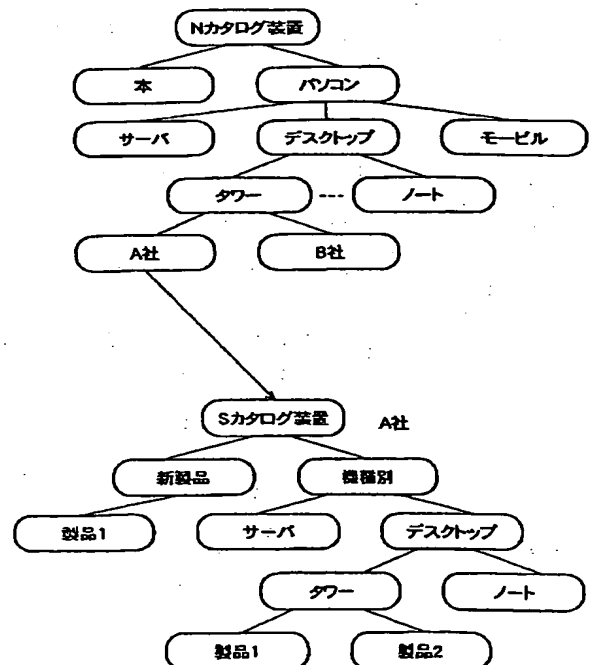 Nカタログ装置
本
パソコン
サーバ
デスクトップ
モービル
タワー
---
ノート
A社
B社
Sカタログ装置
A社
新製品
機種別
製品1
サーバ
デスクトップ
タワー
ノート
製品1
製品2